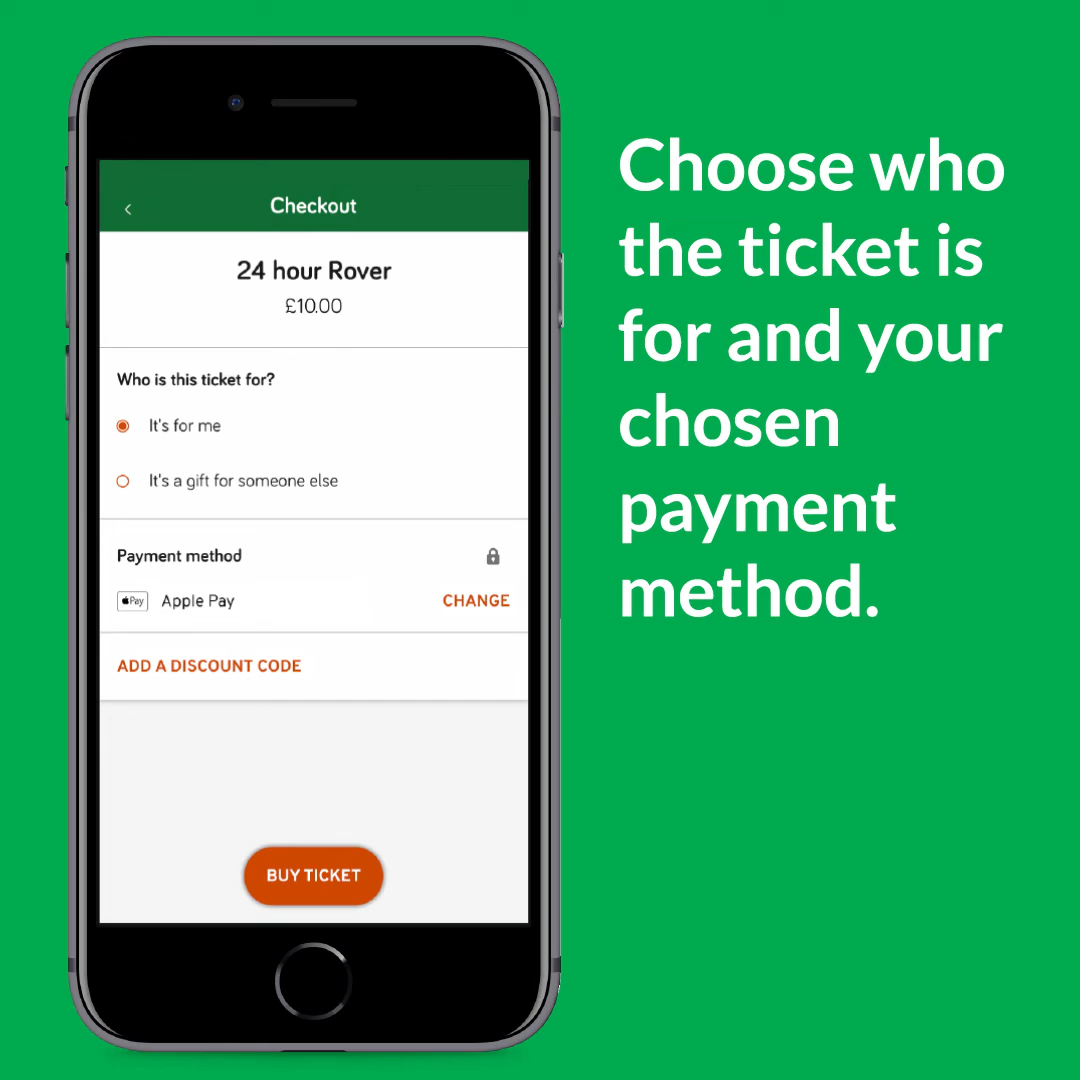 Checkout
24 hour Rover
£10.00
Who is this ticket for?
It's for me
It's a gift for someone else
Payment method
Pay Apple Pay CHANGE
ADD A DISCOUNT CODE
BUY TICKET
Choose who
the ticket is
for and your
chosen
payment
method.